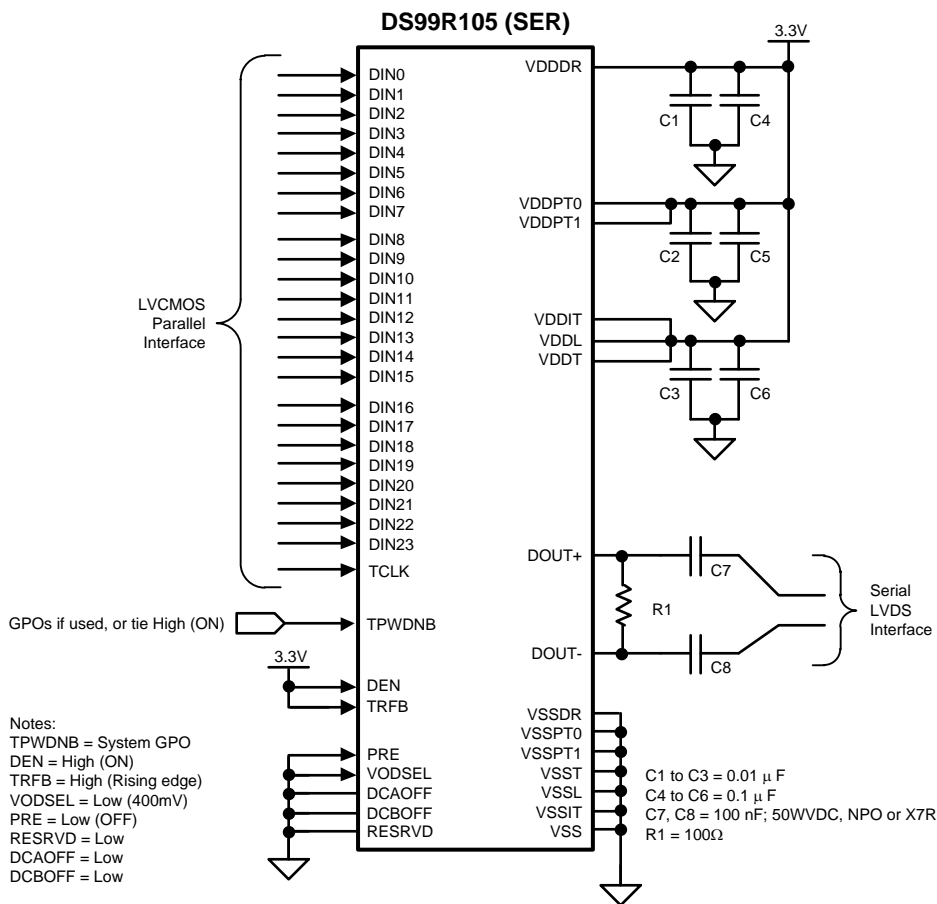 DS99R105 (SER)
3.3V
DIN0
DIN1
DIN2
DIN3
DIN4
DIN5
DIN6
DIN7
DIN8
DIN9
DIN10
DIN11
DIN12
DIN13
DIN14
DIN15
DIN16
DIN17
DIN18
DIN19
DIN20
DIN21
DIN22
DIN23
TCLK
LVCMOS
Parallel
Interface
GPOs if used, or tie High (ON)
TPWDNB
3.3V
DEN
TRFB
PRE
VODSEL
DCAOFF
DCBOFF
RESRVD
Notes:
TPWDNB = System GPO
DEN = High (ON)
TRFB = High (Rising edge)
VODSEL = Low (400mV)
PRE = Low (OFF)
RESRVD = Low
DCAOFF = Low
DCBOFF = Low
VDDDR
C1
C4
VDDPT0
VDDPT1
C2
C5
VDDIT
VDDL
VDDT
C3
C6
DOUT+
C7
R1
DOUT-
C8
Serial
LVDS
Interface
VSSDR
VSSPT0
VSSPT1
VSST
VSSL
VSSIT
VSS
C1 to C3 = 0.01 μ F
C4 to C6 = 0.1 μ F
C7, C8 = 100 nF; 50WVDC, NPO or X7R
R1 = 100Ω